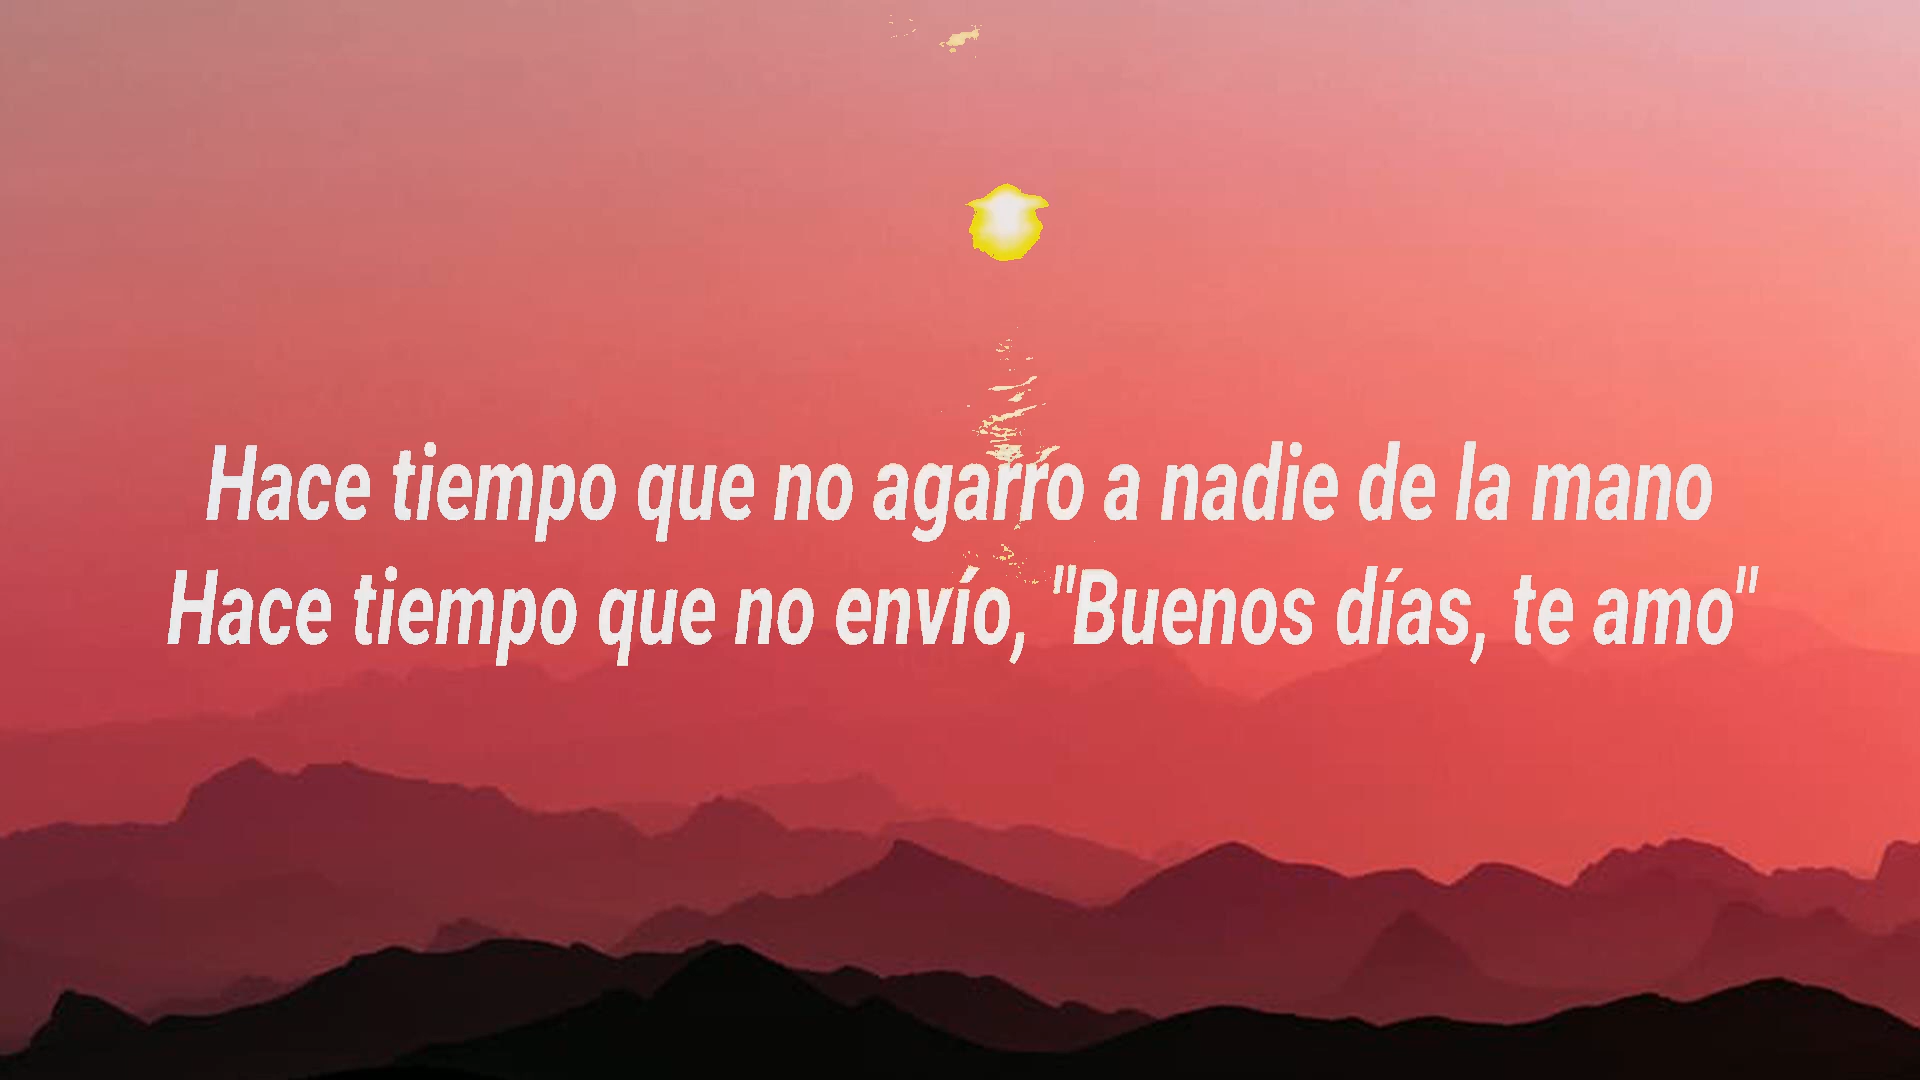 Hace tiempo que no agarro a nadie de la mano
Hace tiempo que no envío, "Buenos días, te amo"